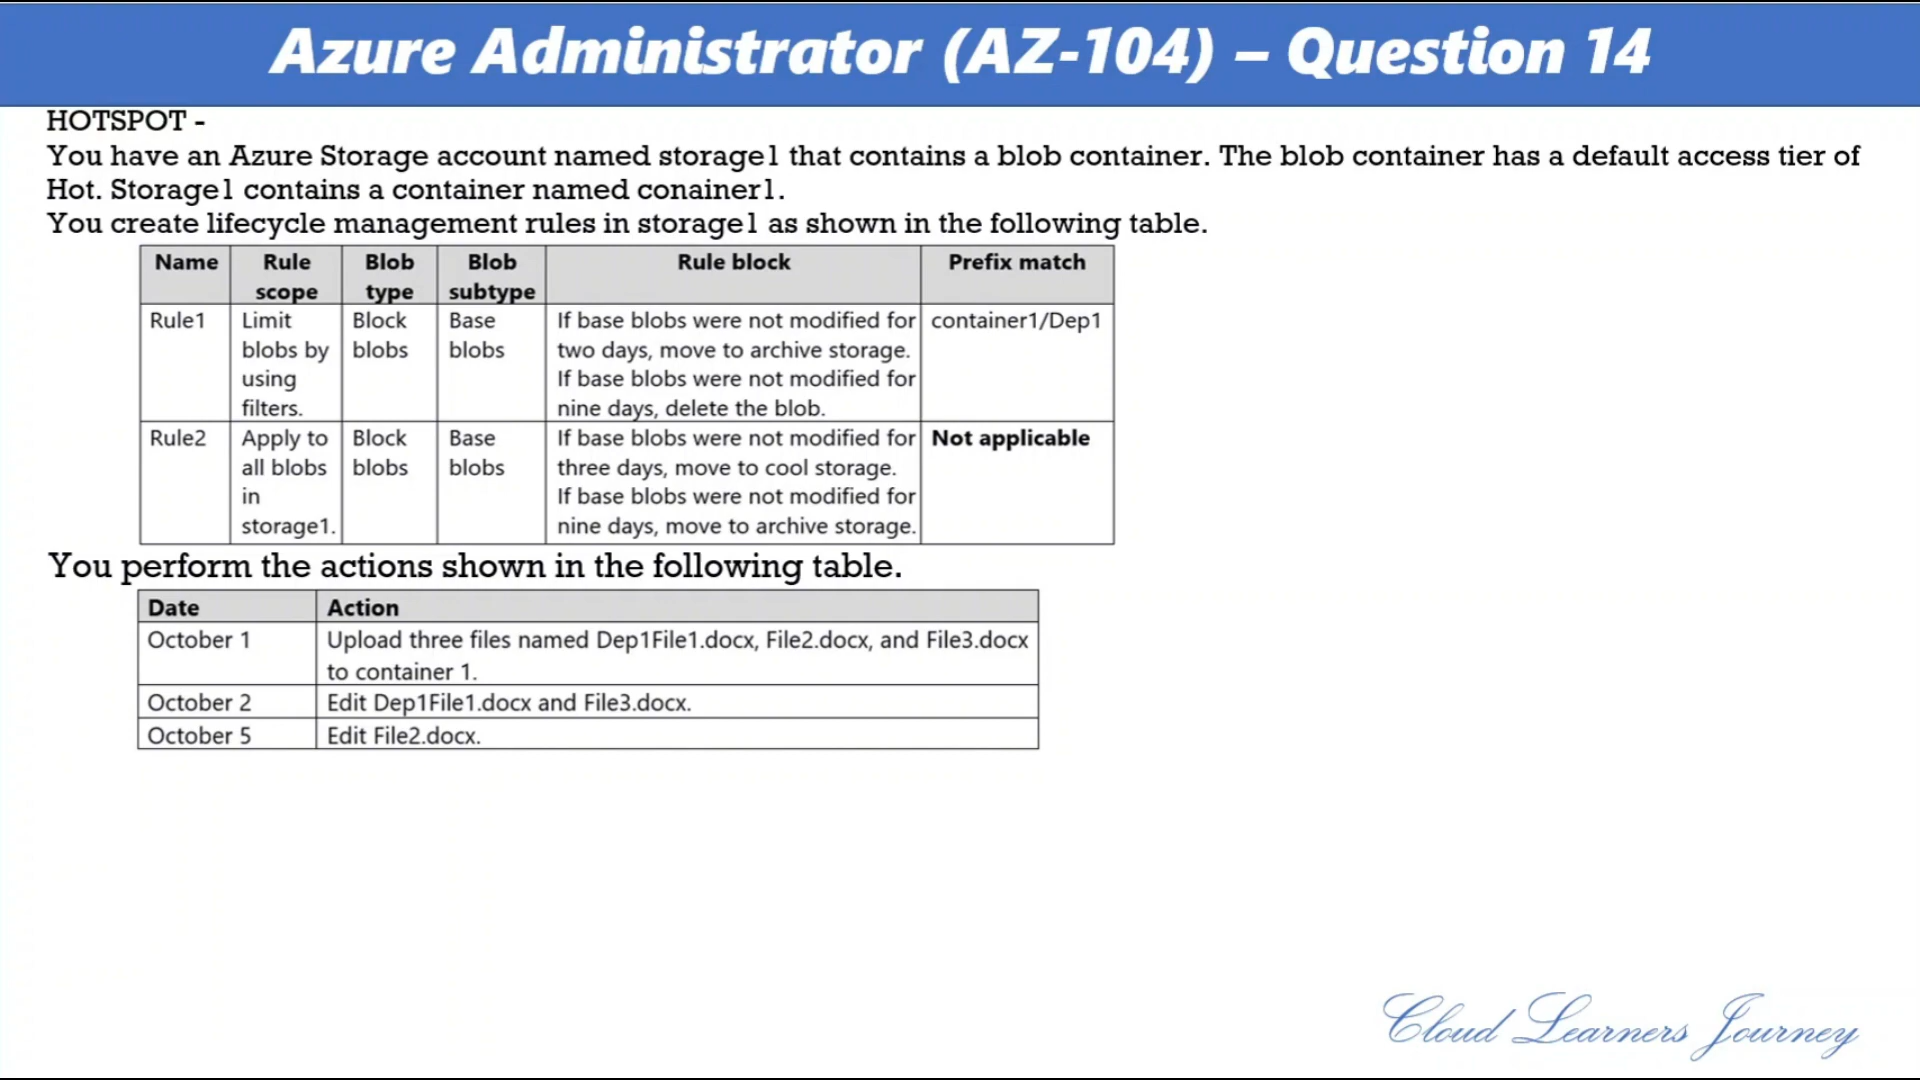 Azure Administrator (AZ-104) – Question 14
HOTSPOT -
You have an Azure Storage account named storage1 that contains a blob container. The blob container has a default access tier of
Hot. Storage1 contains a container named conainer1.
You create lifecycle management rules in storage1 as shown in the following table.
Name Rule scope Blob type Blob subtype Rule block Prefix match
Rule1 Limit blobs by using filters. Block blobs Base blobs If base blobs were not modified for two days, move to archive storage. If base blobs were not modified for nine days, delete the blob. container1/Dep1
Rule2 Apply to all blobs in storage1. Block blobs Base blobs If base blobs were not modified for three days, move to cool storage. If base blobs were not modified for nine days, move to archive storage. Not applicable
You perform the actions shown in the following table.
Date Action
October 1 Upload three files named Dep1File1.docx, File2.docx, and File3.docx to container 1.
October 2 Edit Dep1File1.docx and File3.docx.
October 5 Edit File2.docx.
Cloud Learners Journey